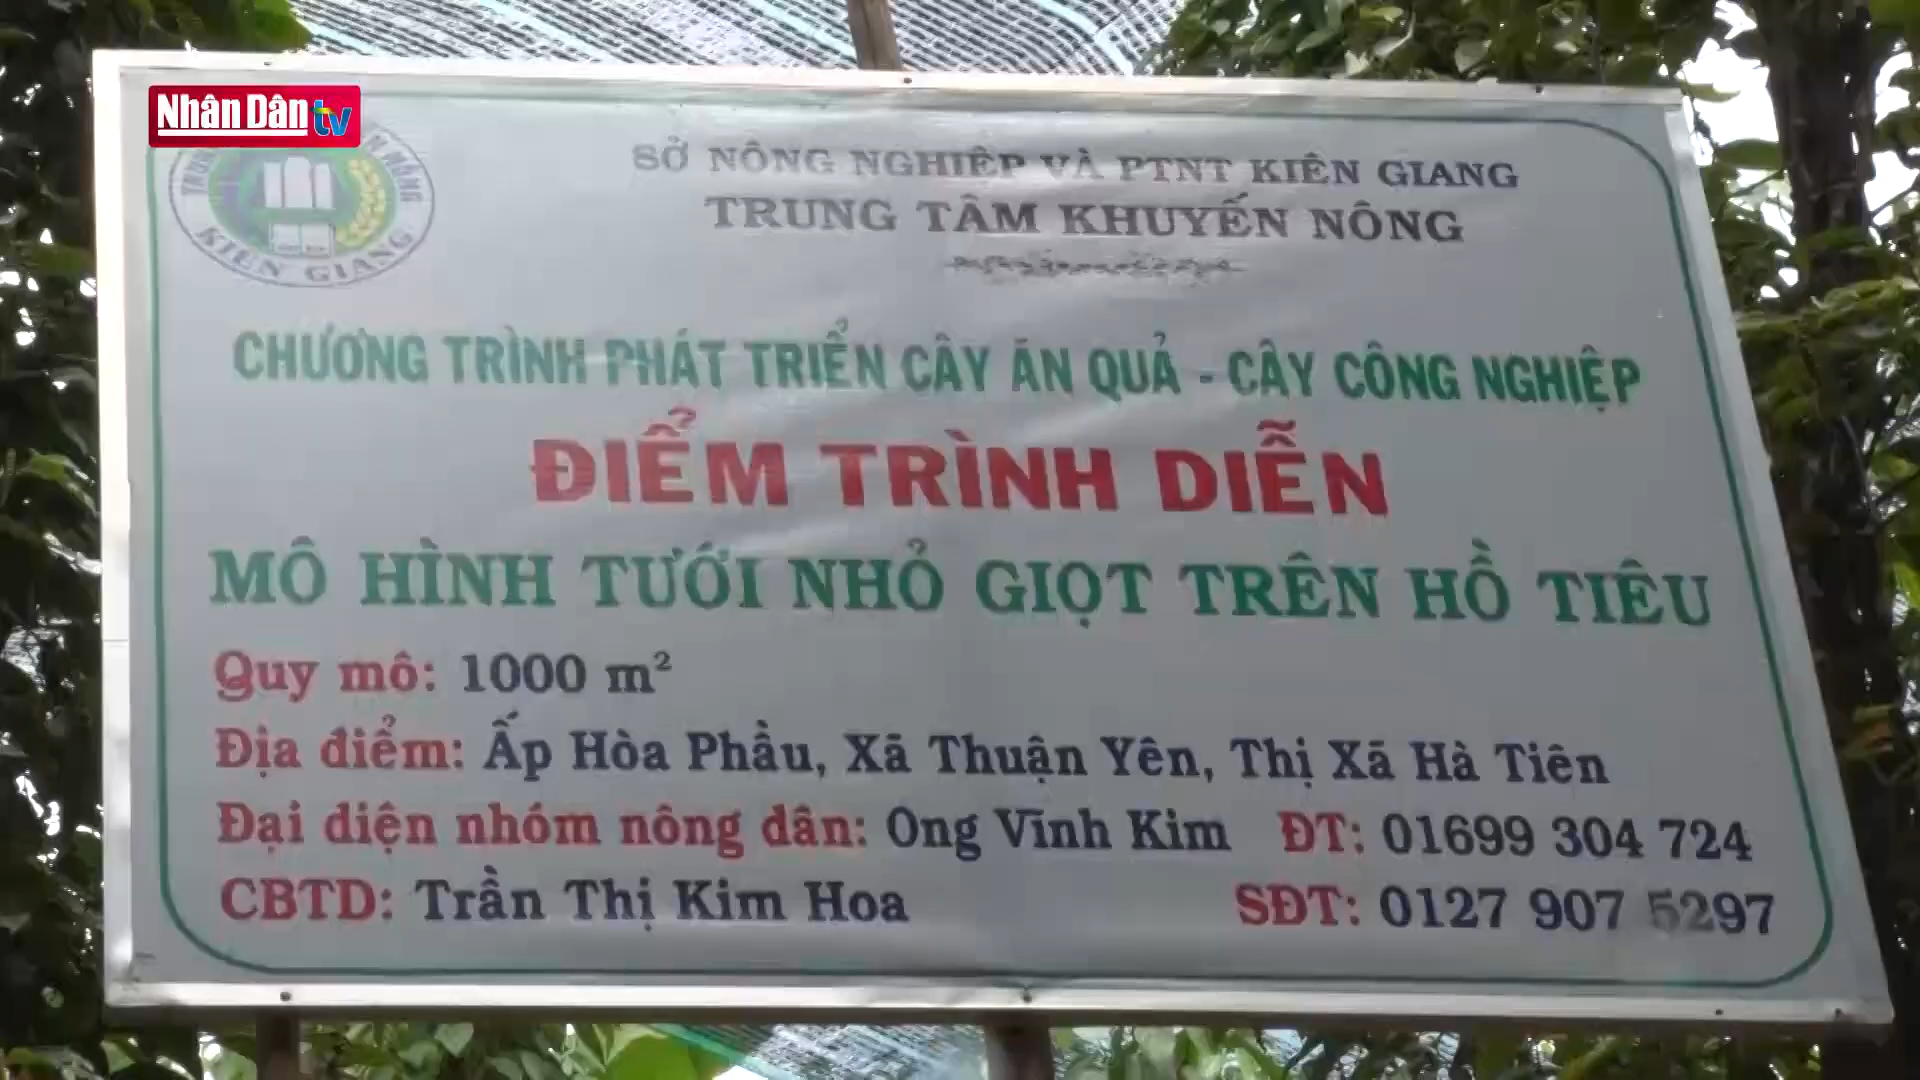 Nhân Dân tv
KIÊN GIANG
SỞ NÔNG NGHIỆP VÀ PTNT KIÊN GIANG
TRUNG TÂM KHUYẾN NÔNG
CHƯƠNG TRÌNH PHÁT TRIỂN CÂY ĂN QUẢ - CÂY CÔNG NGHIỆP
ĐIỂM TRÌNH DIỄN
MÔ HÌNH TƯỚI NHỎ GIỌT TRÊN HỒ TIÊU
Quy mô: 1000 m²
Địa điểm: Ấp Hòa Phầu, Xã Thuận Yên, Thị Xã Hà Tiên
Đại diện nhóm nông dân: Ong Vĩnh Kim ĐT: 01699 304 724
CBTD: Trần Thị Kim Hoa SĐT: 0127 907 5297